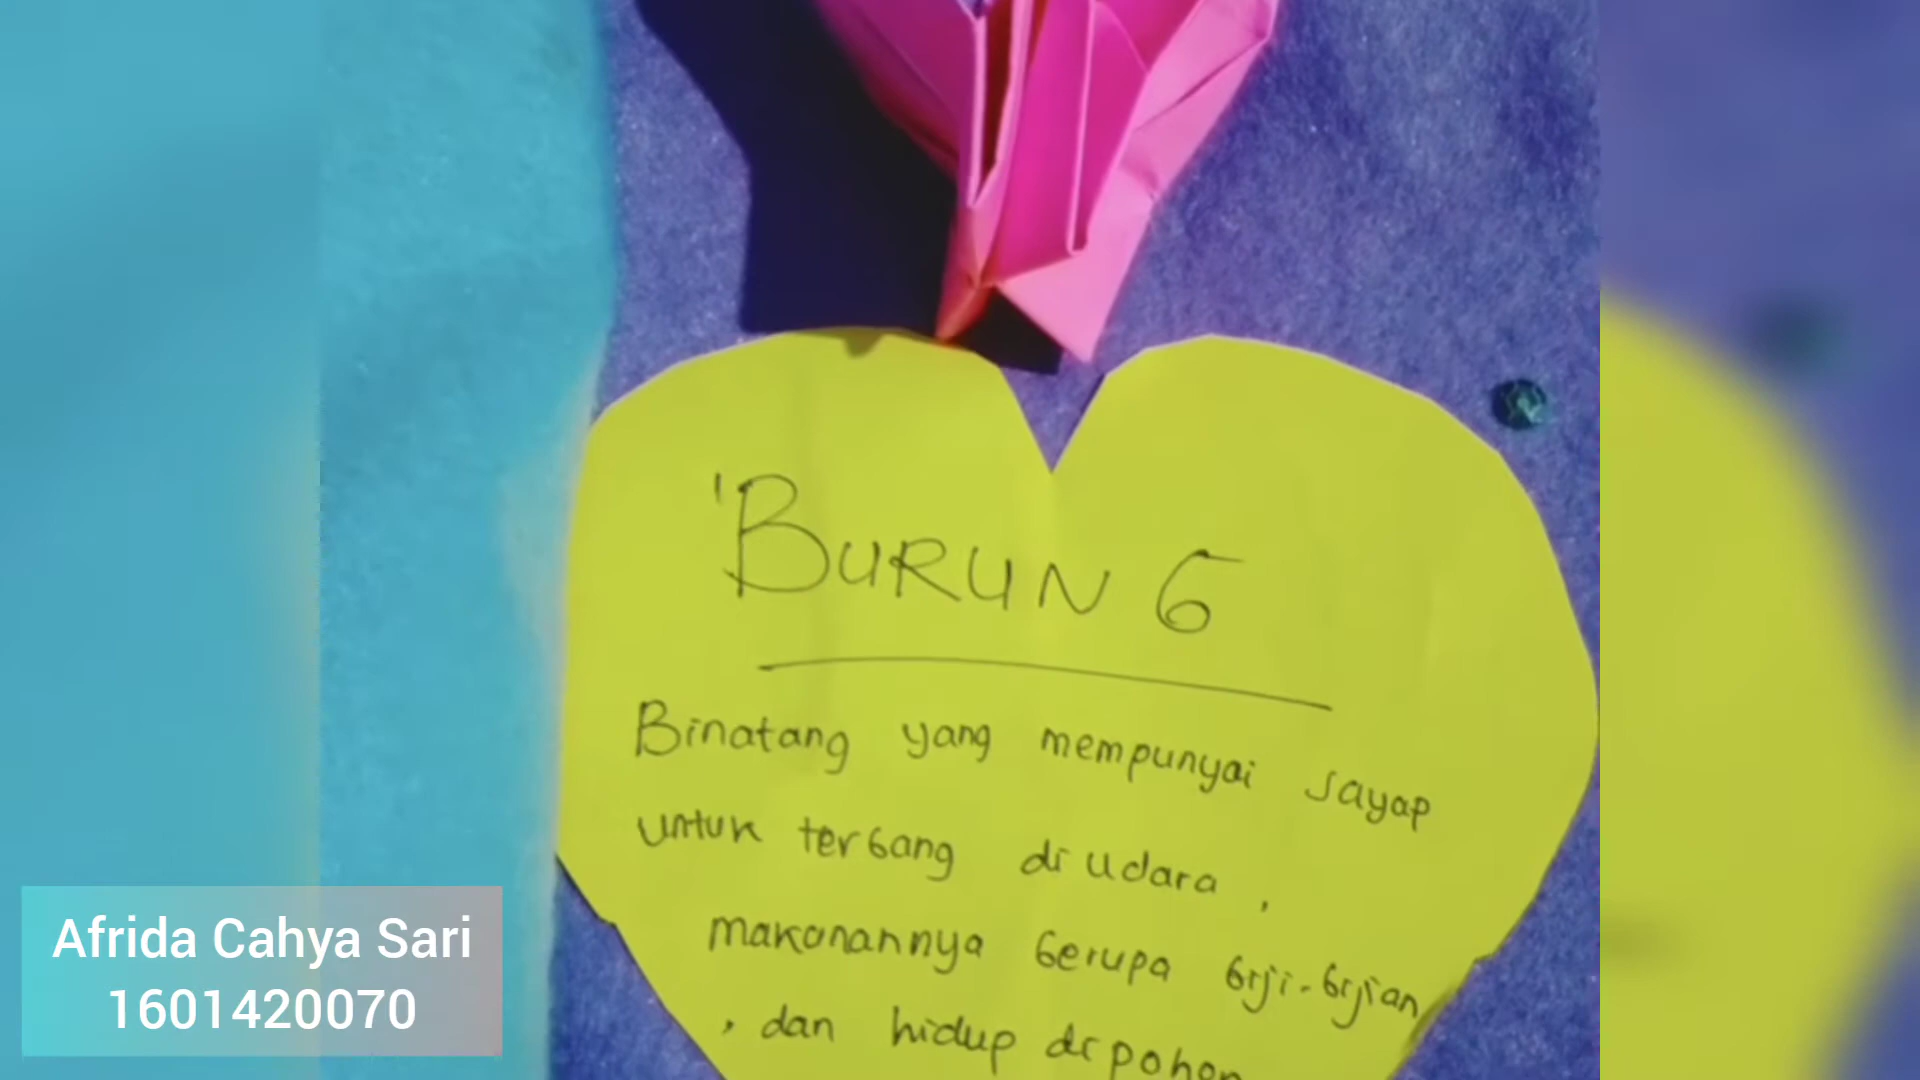 'BURUNG
Binatang yang mempunyai sayap
untuk terbang di udara,
makanannya berupa biji-bijian
, dan hidup di pohon
Afrida Cahya Sari
1601420070